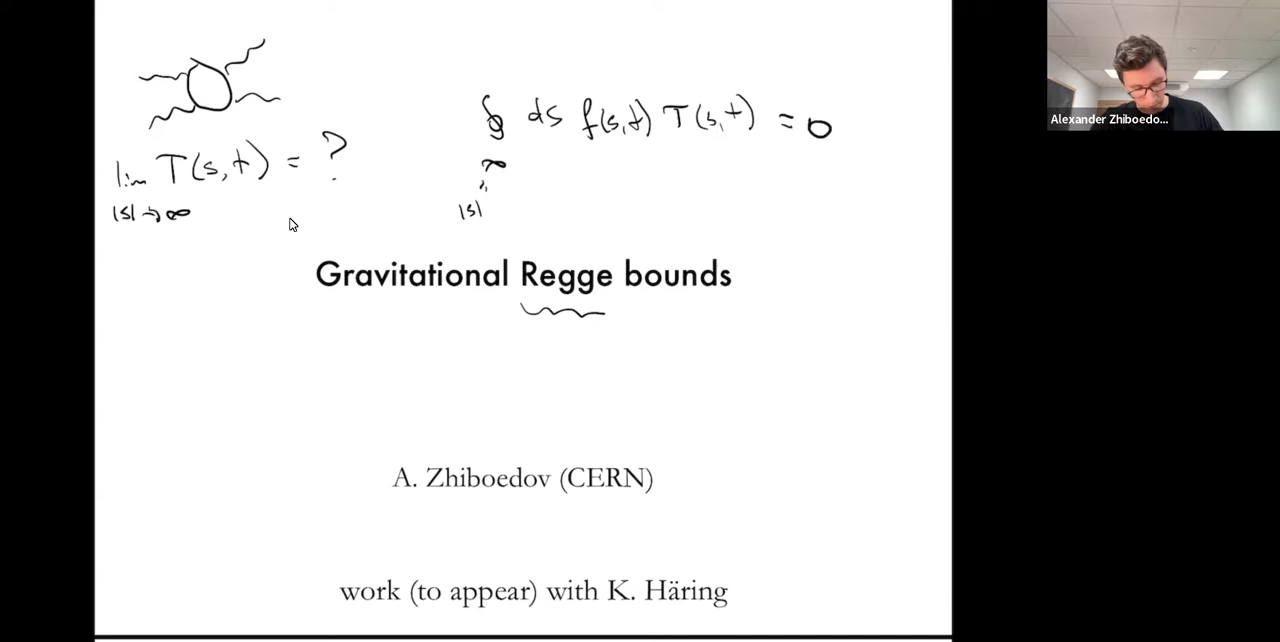 lim T(s,t) = ?
|s|→∞
∮ ds f(s,t) T(s,t) = 0
∞
|s|
Gravitational Regge bounds
A. Zhiboedov (CERN)
work (to appear) with K. Häring
Alexander Zhiboedo...